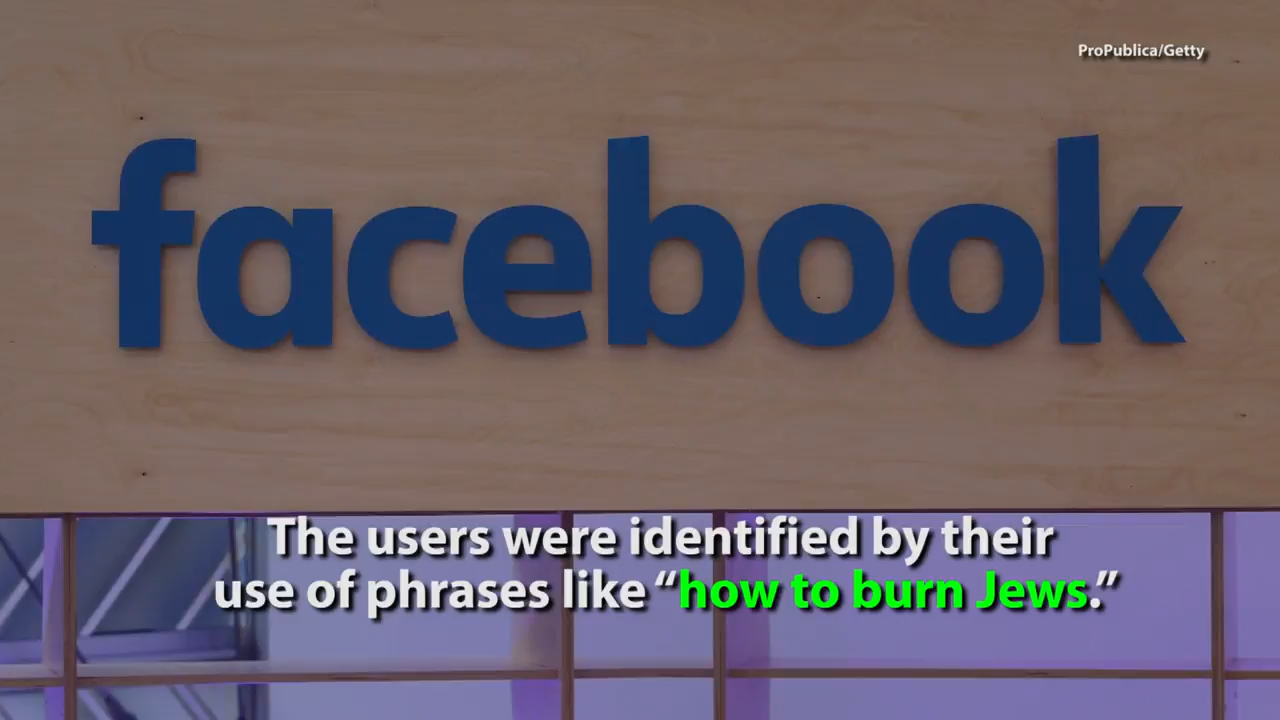 ProPublica/Getty
facebook
The users were identified by their
use of phrases like “how to burn Jews.”